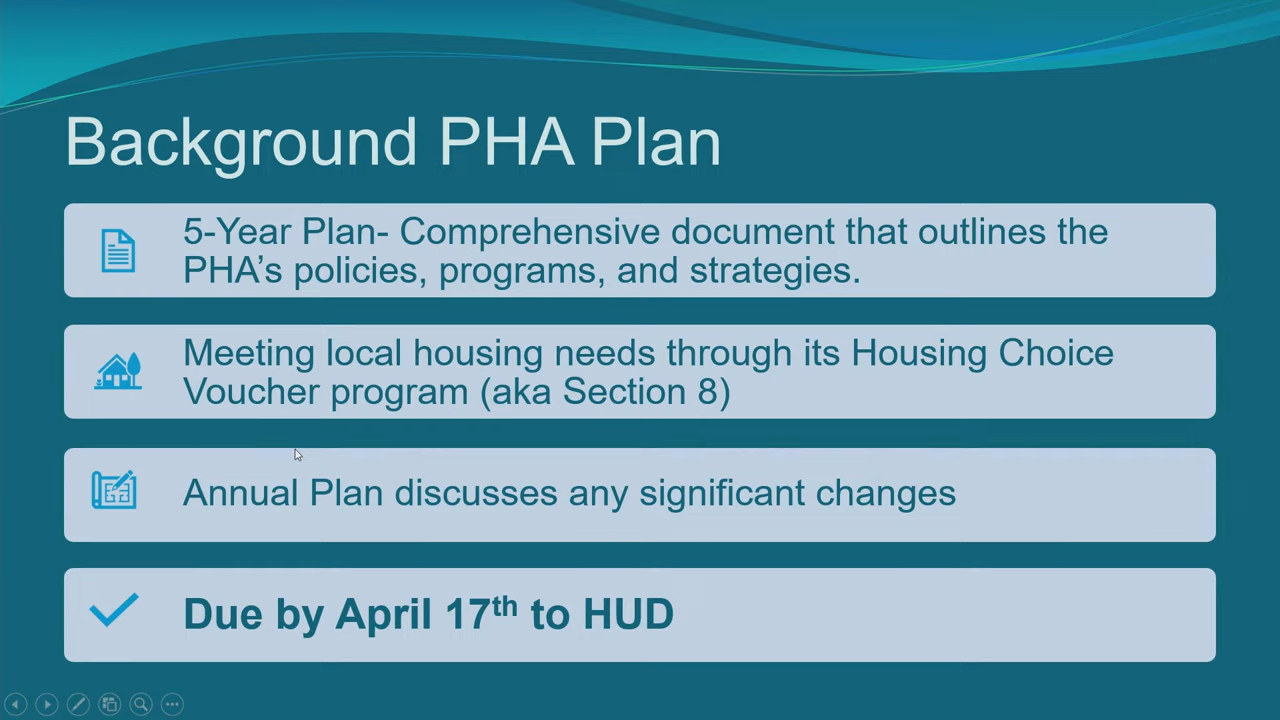 Background PHA Plan
5-Year Plan- Comprehensive document that outlines the
PHA’s policies, programs, and strategies.
Meeting local housing needs through its Housing Choice
Voucher program (aka Section 8)
Annual Plan discusses any significant changes
Due by April 17th to HUD